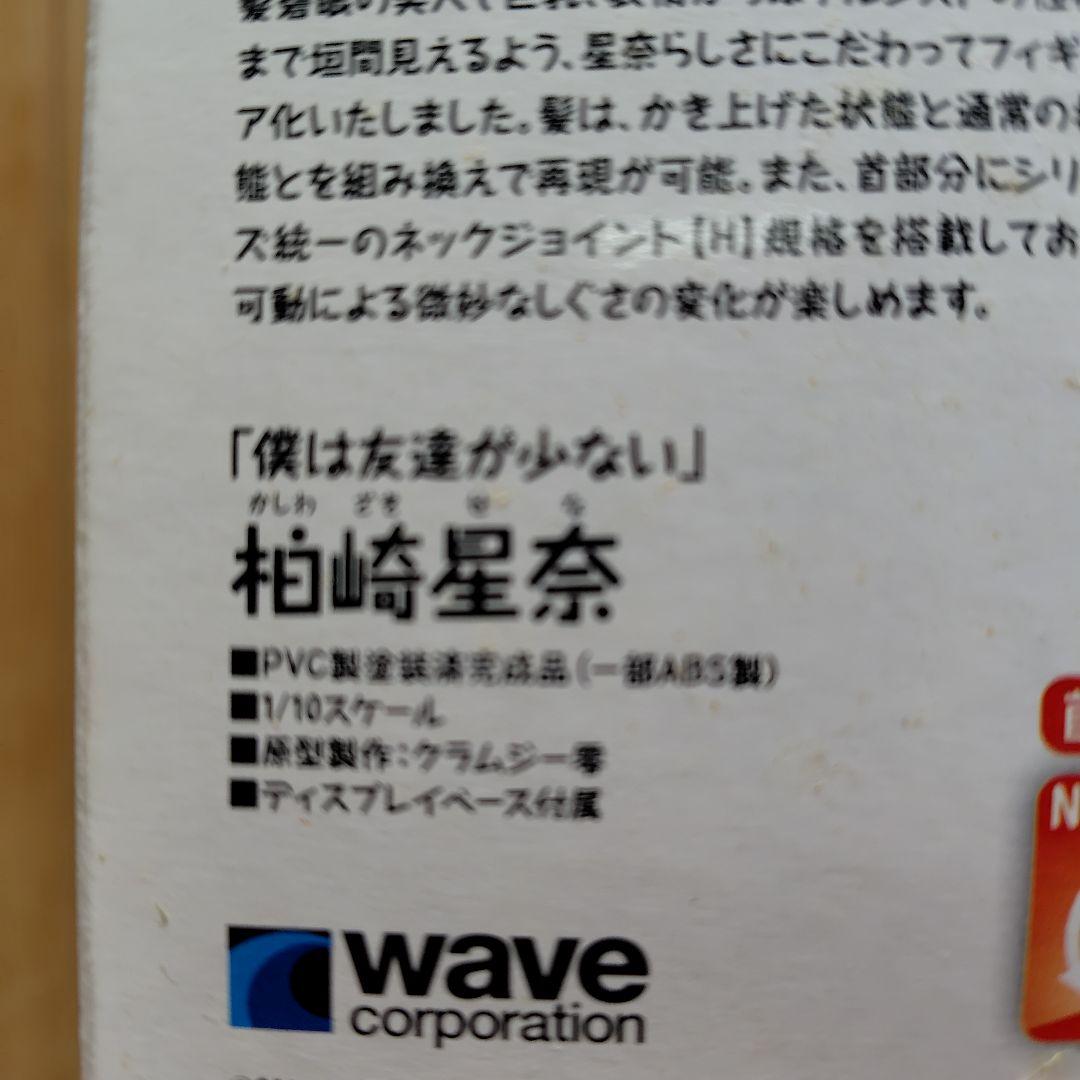 まで垣間見えるよう、星奈らしさにこだわってフィギ
ア化いたしました。髪は、かき上げた状態と通常の
態とを組み換えで再現が可能。また、首部分にシリ
ズ統一のネックジョイント[H]規格を搭載してお
可動による微妙なしぐさの変化が楽しめます。
「僕は友達が少ない」
かしわ ざき せ な
柏崎星奈
■PVC製塗装済完成品(一部ABS製)
■1/10スケール
■原型製作:クラムジー零
■ディスプレイベース付属
wave
corporation
N